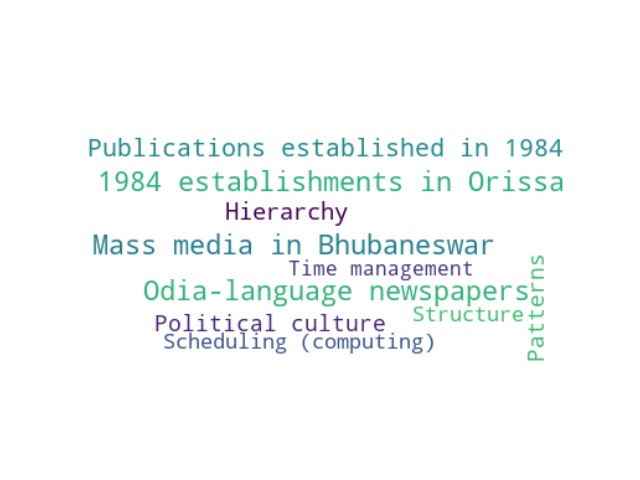 Publications established in 1984
1984 establishments in Orissa
Hierarchy
Mass media in Bhubaneswar
Time management
Odia-language newspapers
Structure
Political culture
Scheduling (computing)
Patterns